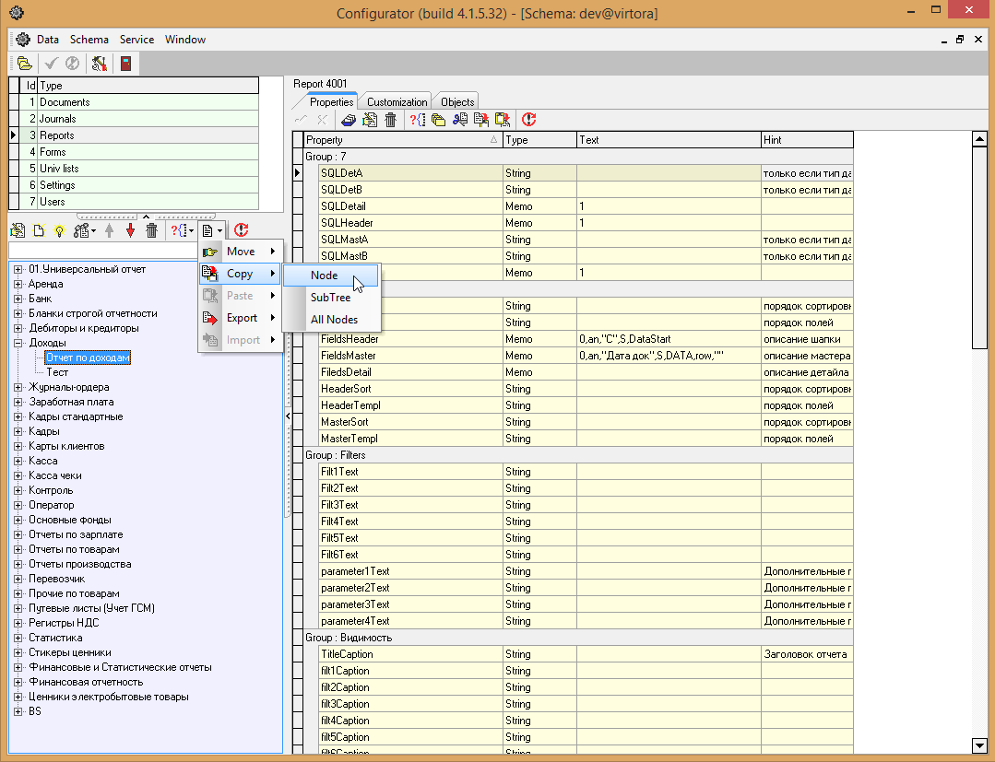 Configurator (build 4.1.5.32) - [Schema: dev@virtora]
Data Schema Service Window
Id Type
1 Documents
2 Journals
3 Reports
4 Forms
5 Univ lists
6 Settings
7 Users
Move
Copy
Paste
Export
Import
Node
SubTree
All Nodes
01.Универсальный отчет
Аренда
Банк
Бланки строгой отчетности
Дебиторы и кредиторы
Доходы
Отчет по доходам
Тест
Журналы-ордера
Заработная плата
Кадры стандартные
Кадры
Карты клиентов
Касса
Касса чеки
Контроль
Оператор
Основные фонды
Отчеты по зарплате
Отчеты по товарам
Отчеты производства
Перевозчик
Прочие по товарам
Путевые листы (Учет ГСМ)
Регистры НДС
Статистика
Стикеры ценники
Финансовые и Статистические отчеты
Финансовая отчетность
Ценники электробытовые товары
BS
Report 4001
Properties Customization Objects
Property Type Text Hint
Group : 7
SQLDetA String только если тип да
SQLDetB String только если тип да
SQLDetail Memo 1
SQLHeader Memo 1
SQLMastA String только если тип да
SQLMastB String только если тип да
Memo 1
String порядок сортировн
String порядок полей
FieldsHeader Memo 0,an,"C",S,DataStart описание шапки
FieldsMaster Memo 0,an,"Дата док",S,DATA,row,"" описание мастера
FiledsDetail Memo описание детайла
HeaderSort String порядок сортировн
HeaderTempl String порядок полей
MasterSort String порядок сортировн
MasterTempl String порядок полей
Group : Filters
Filt1Text String
Filt2Text String
Filt3Text String
Filt4Text String
Filt5Text String
Filt6Text String
parameter1Text String Дополнительные г
parameter2Text String Дополнительные г
parameter3Text String Дополнительные г
parameter4Text String Дополнительные г
Group : Видимость
TitleCaption String Заголовок отчета
filt1Caption String
filt2Caption String
filt3Caption String
filt4Caption String
filt5Caption String
filt6Caption String